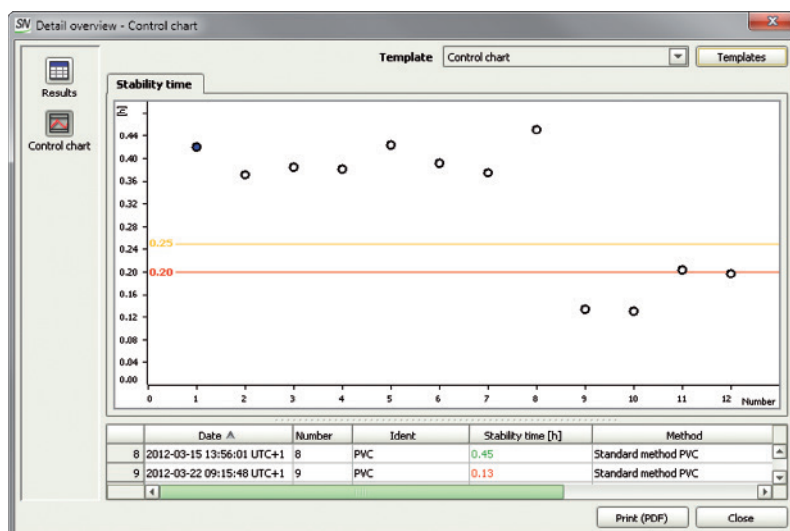 SN Detail overview - Control chart
Template Control chart Templates
Results
Control chart
Stability time
[h]
0.44
0.40
0.36
0.32
0.28
0.25
0.24
0.20 0.20
0.16
0.12
0.08
0.04
0.00
0 1 2 3 4 5 6 7 8 9 10 11 12 Number
Date Number Ident Stability time [h] Method
8 2012-03-15 13:56:01 UTC+1 8 PVC 0.45 Standard method PVC
9 2012-03-22 09:15:48 UTC+1 9 PVC 0.13 Standard method PVC
Print (PDF) Close